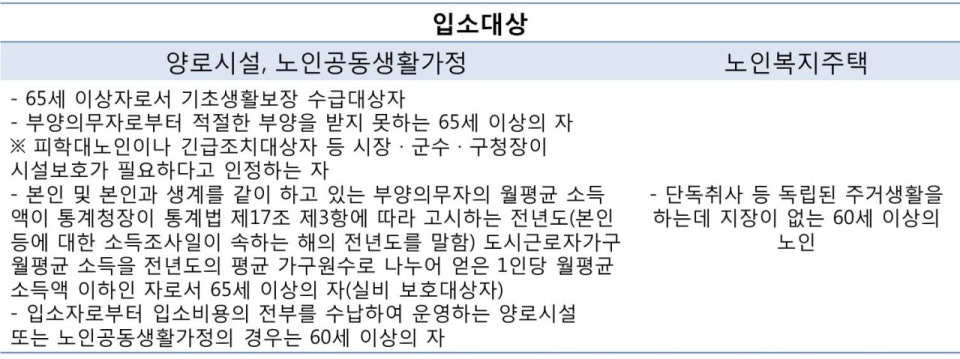 입소대상
양로시설, 노인공동생활가정
노인복지주택
- 65세 이상자로서 기초생활보장 수급대상자
- 부양의무자로부터 적절한 부양을 받지 못하는 65세 이상의 자
※ 피학대노인이나 긴급조치대상자 등 시장ㆍ군수ㆍ구청장이
시설보호가 필요하다고 인정하는 자
- 본인 및 본인과 생계를 같이 하고 있는 부양의무자의 월평균 소득
액이 통계청장이 통계법 제17조 제3항에 따라 고시하는 전년도(본인
등에 대한 소득조사일이 속하는 해의 전년도를 말함) 도시근로자가구
월평균 소득을 전년도의 평균 가구원수로 나누어 얻은 1인당 월평균
소득액 이하인 자로서 65세 이상의 자(실비 보호대상자)
- 입소자로부터 입소비용의 전부를 수납하여 운영하는 양로시설
또는 노인공동생활가정의 경우는 60세 이상의 자
- 단독취사 등 독립된 주거생활을
하는데 지장이 없는 60세 이상의
노인